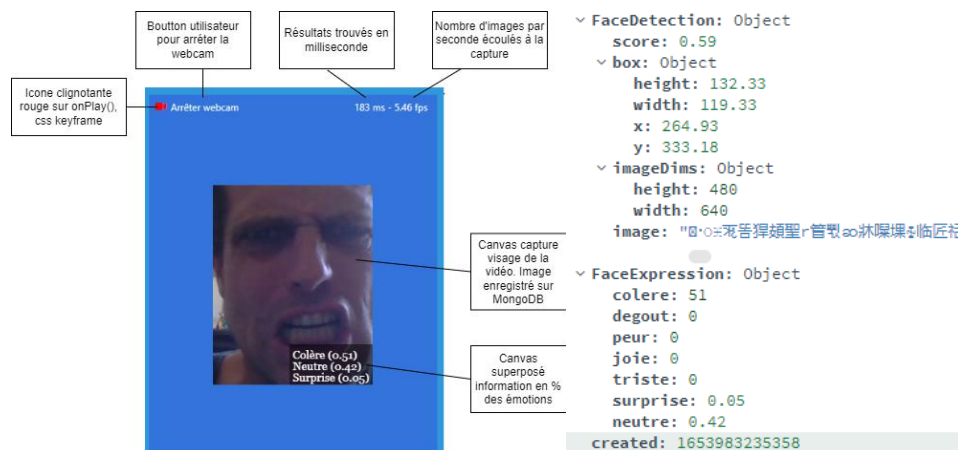 Boutton utilisateur
pour arrêter la
webcam
Résultats trouvés en
milliseconde
Nombre d'images par
seconde écoulés à la
capture
Icone clignotante
rouge sur onPlay(),
css keyframe
Arrêter webcam
183 ms - 5.46 fps
Canvas capture
visage de la
vidéo. Image
enregistré sur
MongoDB
Colère (0.51)
Neutre (0.42)
Surprise (0.05)
Canvas
superposé
information en %
des émotions
FaceDetection: Object
score: 0.59
box: Object
height: 132.33
width: 119.33
x: 264.93
y: 333.18
imageDims: Object
height: 480
width: 640
image: "
FaceExpression: Object
colere: 51
degout: 0
peur: 0
joie: 0
triste: 0
surprise: 0.05
neutre: 0.42
created: 1653983235358